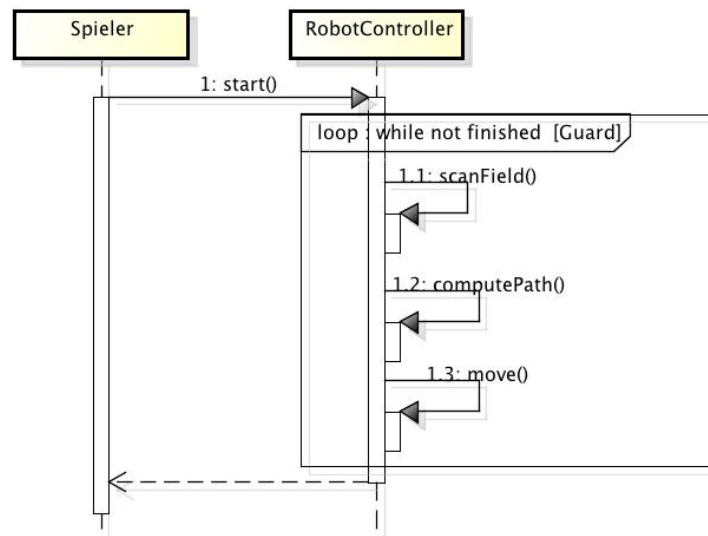 Spieler
RobotController
1: start()
loop : while not finished [Guard]
1.1: scanField()
1.2: computePath()
1.3: move()